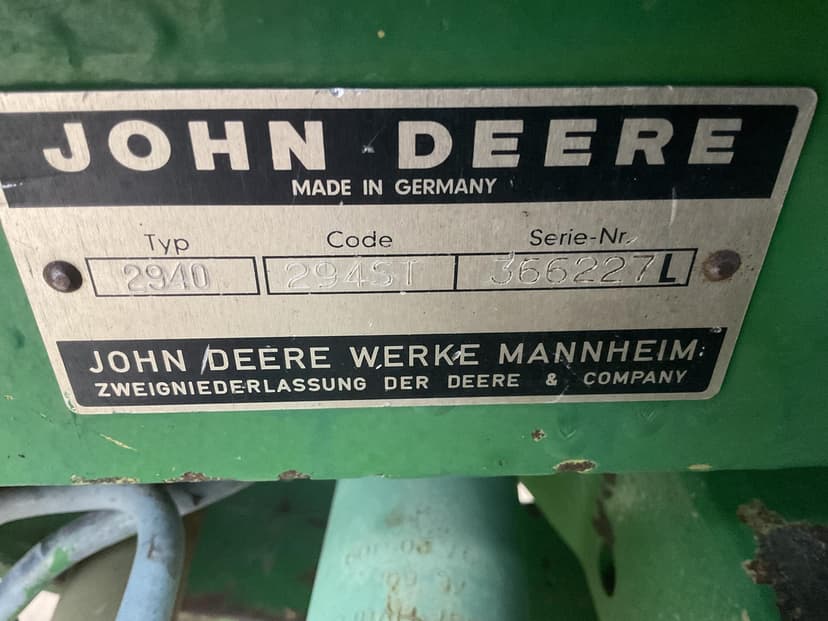 JOHN DEERE
MADE IN GERMANY
Typ Code Serie-Nr.
2940 294ST 366227L
JOHN DEERE WERKE MANNHEIM
ZWEIGNIEDERLASSUNG DER DEERE & COMPANY